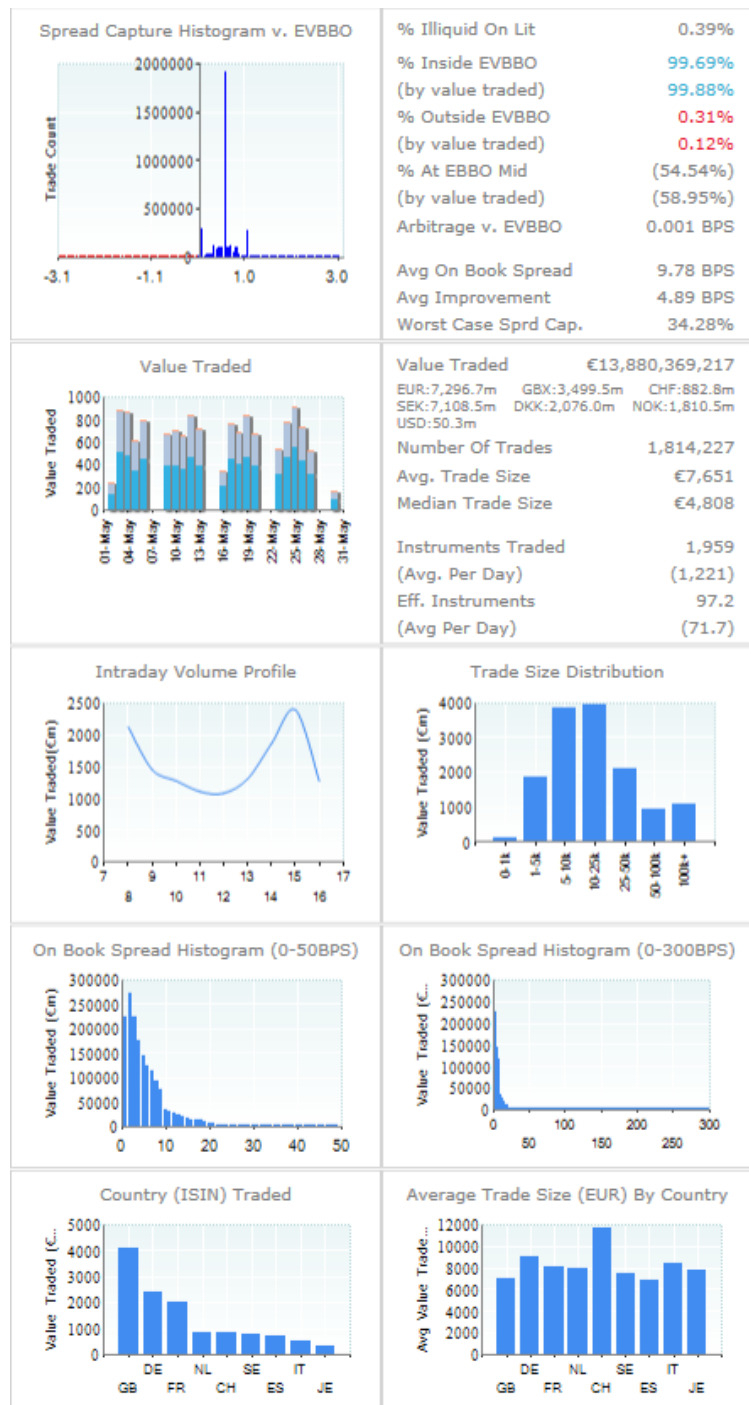 Spread Capture Histogram v. EVBBO
Trade Count
2000000
1500000
1000000
500000
0
-3.1 -1.1 1.0 3.0
% Illiquid On Lit 0.39%
% Inside EVBBO 99.69%
(by value traded) 99.88%
% Outside EVBBO 0.31%
(by value traded) 0.12%
% At EBBO Mid (54.54%)
(by value traded) (58.95%)
Arbitrage v. EVBBO 0.001 BPS
Avg On Book Spread 9.78 BPS
Avg Improvement 4.89 BPS
Worst Case Sprd Cap. 34.28%
Value Traded
Value Traded
1000
800
600
400
200
0
01-May 04-May 07-May 10-May 13-May 16-May 19-May 22-May 25-May 28-May 31-May
Value Traded €13,880,369,217
EUR:7,296.7m GBX:3,499.5m CHF:882.8m
SEK:7,108.5m DKK:2,076.0m NOK:1,810.5m
USD:50.3m
Number Of Trades 1,814,227
Avg. Trade Size €7,651
Median Trade Size €4,808
Instruments Traded 1,959
(Avg. Per Day) (1,221)
Eff. Instruments 97.2
(Avg Per Day) (71.7)
Intraday Volume Profile
Value Traded(€m)
2500
2000
1500
1000
500
0
7 9 11 13 15 17
8 10 12 14 16
Trade Size Distribution
Value Traded (€m)
4000
3000
2000
1000
0
0-1k 1-5k 5-10k 10-25k 25-50k 50-100k 100k+
On Book Spread Histogram (0-50BPS)
Value Traded (€m)
300000
250000
200000
150000
100000
50000
0
0 10 20 30 40 50
On Book Spread Histogram (0-300BPS)
Value Traded (€...
300000
250000
200000
150000
100000
50000
0
0 100 200 300
50 150 250
Country (ISIN) Traded
Value Traded (€...
5000
4000
3000
2000
1000
0
DE NL SE IT
GB FR CH ES JE
Average Trade Size (EUR) By Country
Avg Value Trade...
12000
10000
8000
6000
4000
2000
0
DE NL SE IT
GB FR CH ES JE